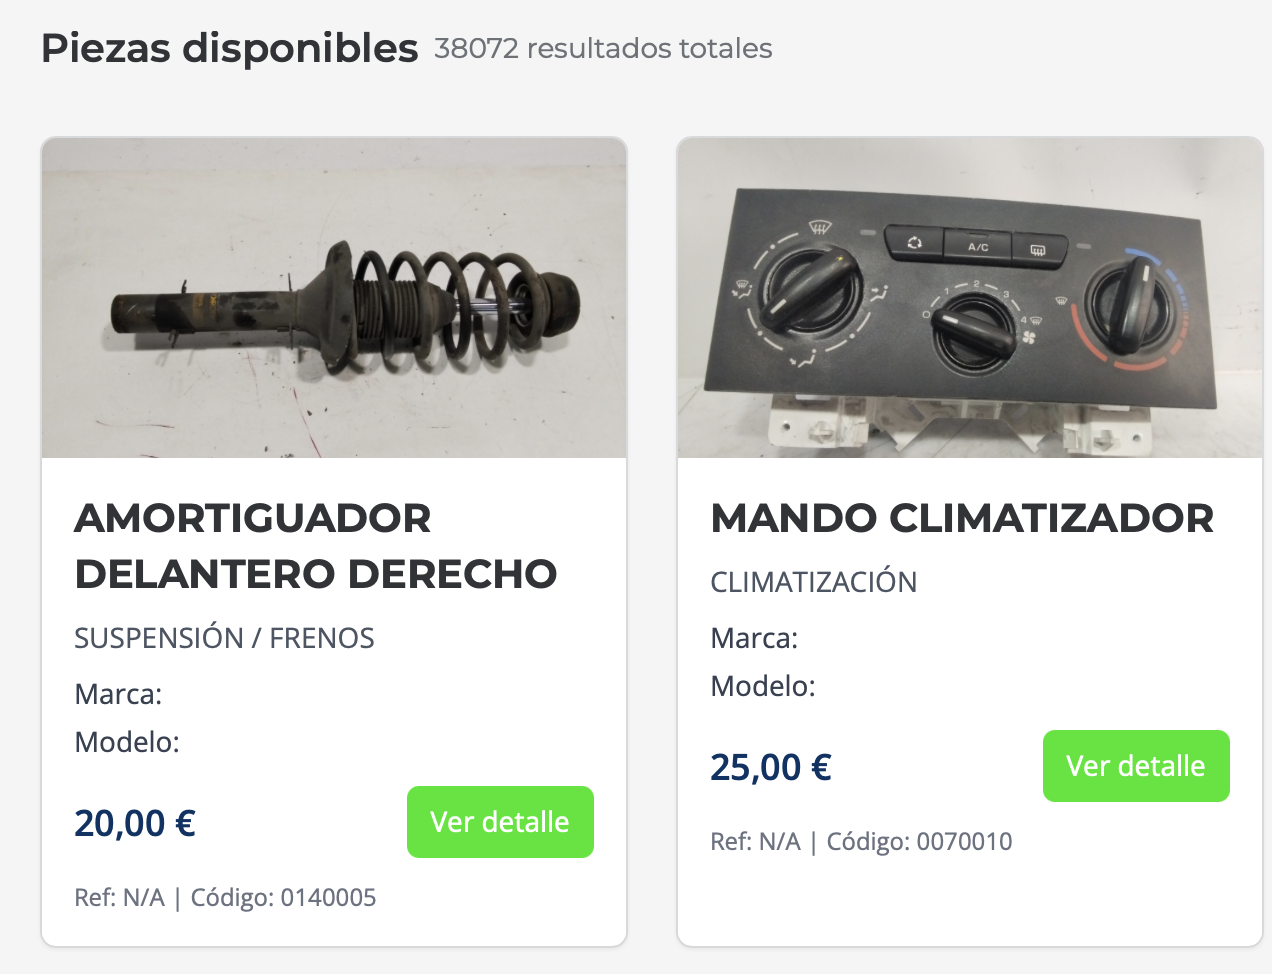 Piezas disponibles 38072 resultados totales
A/C
0 1 2 3 4
AMORTIGUADOR
DELANTERO DERECHO
SUSPENSIÓN / FRENOS
Marca:
Modelo:
20,00 €
Ver detalle
Ref: N/A | Código: 0140005
MANDO CLIMATIZADOR
CLIMATIZACIÓN
Marca:
Modelo:
25,00 €
Ver detalle
Ref: N/A | Código: 0070010